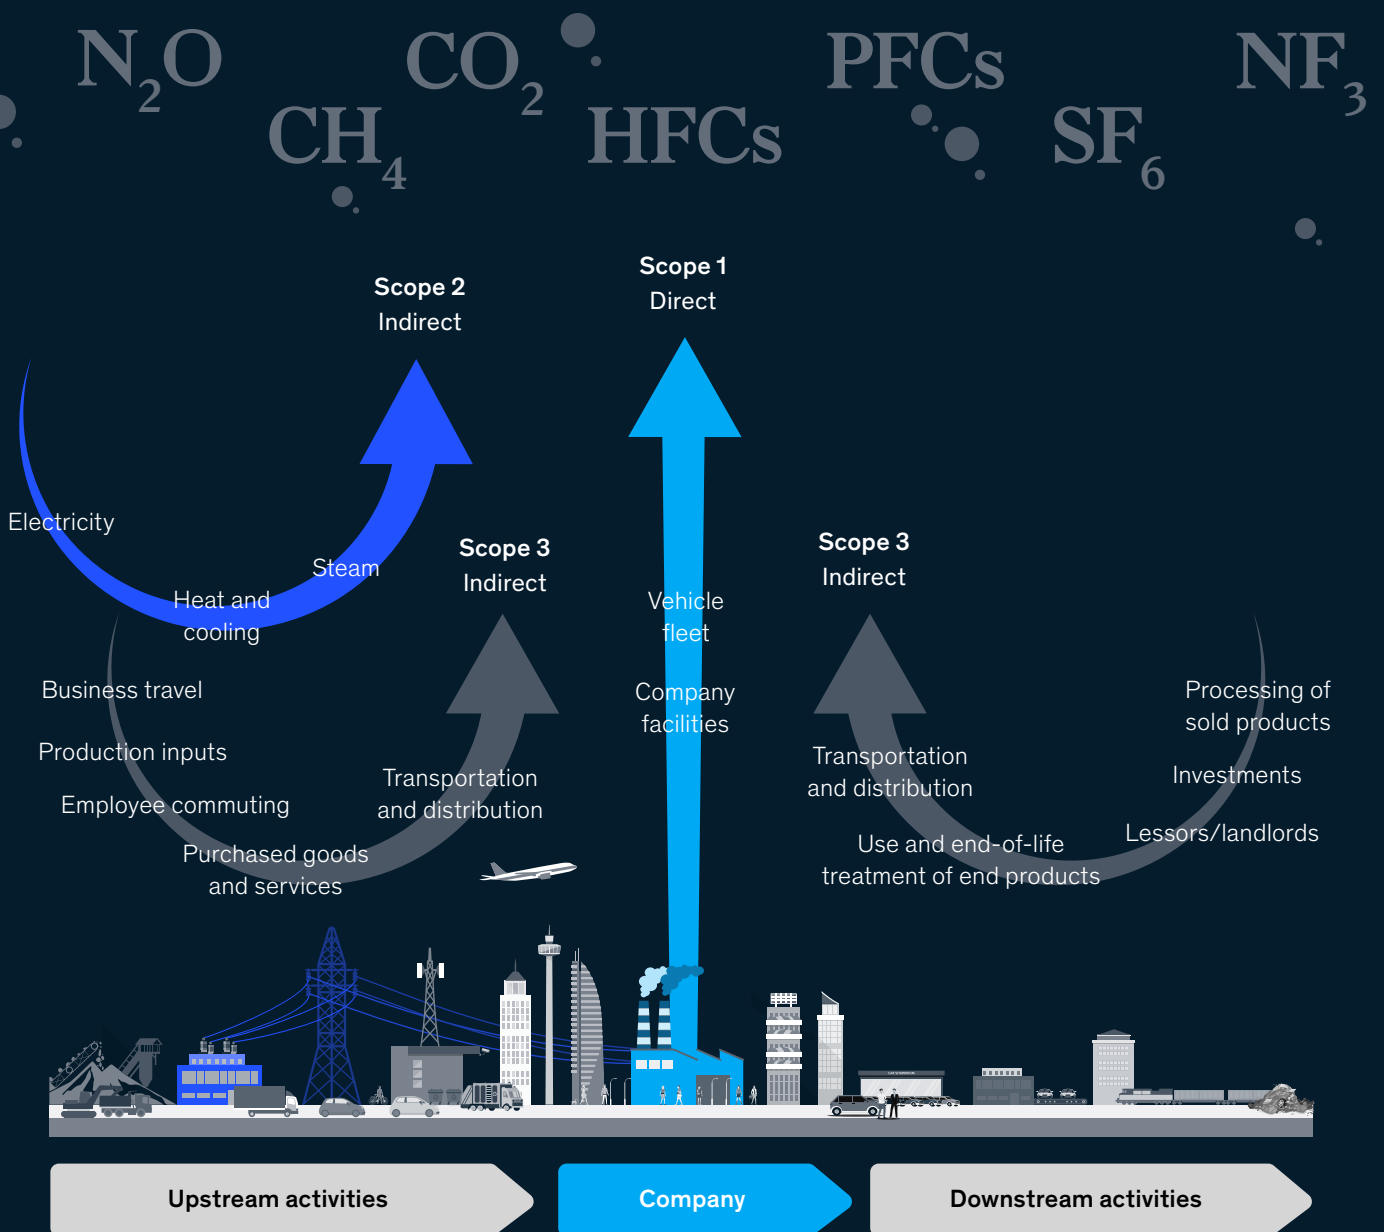 N₂O
CO₂
PFCs
NF₃
CH₄
HFCs
SF₆
Scope 1
Direct
Scope 2
Indirect
Electricity
Heat and
cooling
Steam
Scope 3
Indirect
Business travel
Production inputs
Employee commuting
Purchased goods
and services
Transportation
and distribution
Vehicle
fleet
Company
facilities
Scope 3
Indirect
Transportation
and distribution
Use and end-of-life
treatment of end products
Processing of
sold products
Investments
Lessors/landlords
Upstream activities
Company
Downstream activities